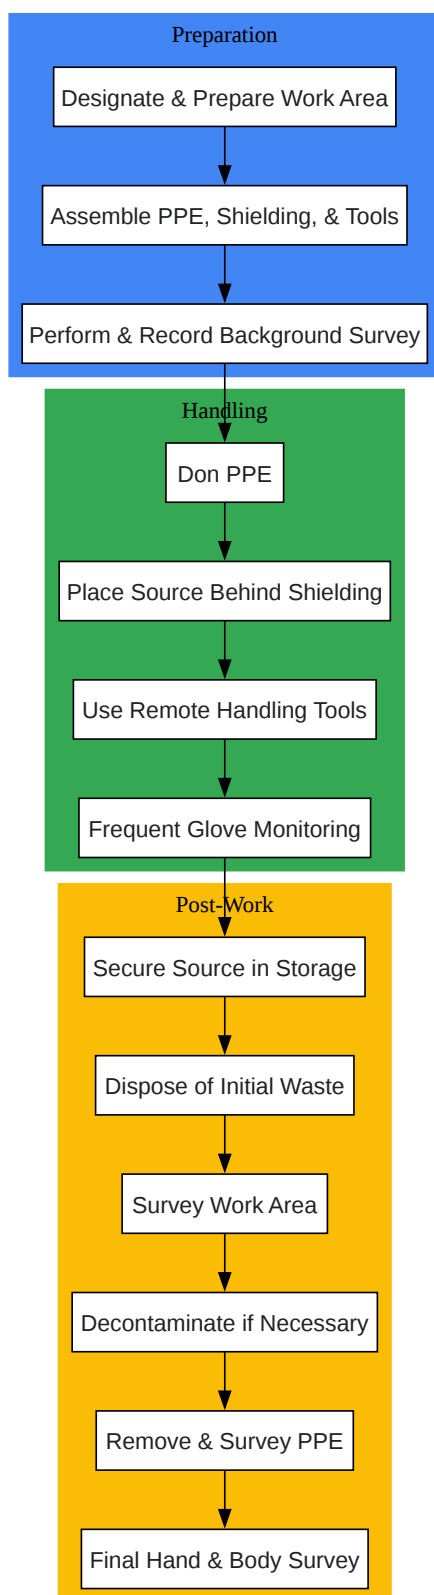 Preparation
Designate & Prepare Work Area
Assemble PPE, Shielding, & Tools
Perform & Record Background Survey
Handling
Don PPE
Place Source Behind Shielding
Use Remote Handling Tools
Frequent Glove Monitoring
Post-Work
Secure Source in Storage
Dispose of Initial Waste
Survey Work Area
Decontaminate if Necessary
Remove & Survey PPE
Final Hand & Body Survey